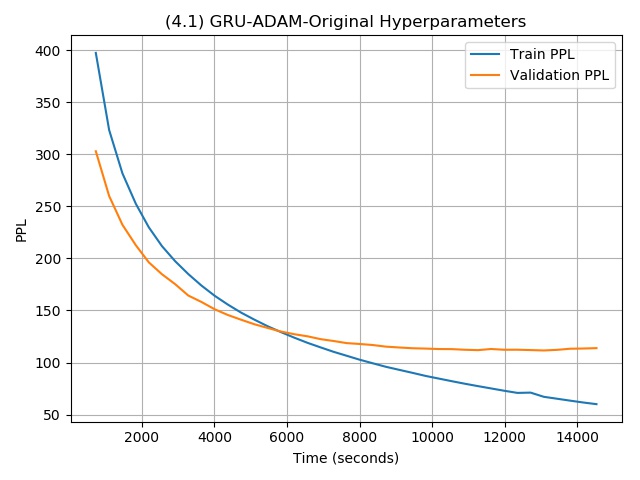 (4.1) GRU-ADAM-Original Hyperparameters
Train PPL
Validation PPL
400
350
300
250
200
150
100
50
PPL
2000 4000 6000 8000 10000 12000 14000
Time (seconds)